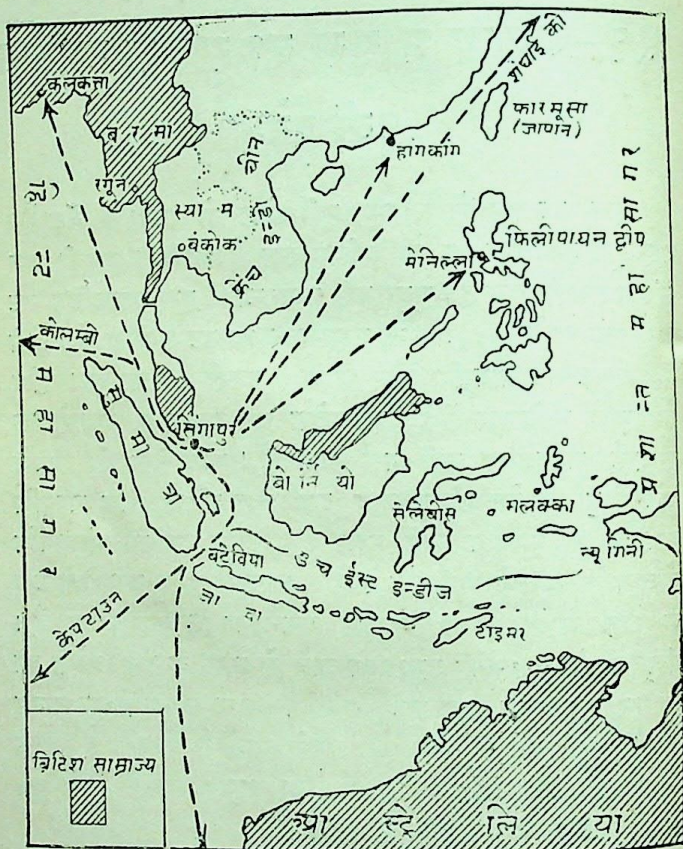 शंघाई को
कलकत्ता
बरमा
रंगून
चीन
हांगकांग
फारमूसा
(जापान)
स्याम
बंकोक
फ्रेंच
इन्डो
हिन्द महासागर
प्रशान्त महासागर
फिलीपायन द्वीप
मेनिल्ला
कोलम्बो
सुमात्रा
सिंगापुर
बोर्नियो
सेलेबीस
मलक्का
न्यूगिनी
बटेविया
डच ईस्ट इन्डीज
जावा
टाइमर
केपटाउन
ब्रिटिश साम्राज्य
आस्ट्रेलिया